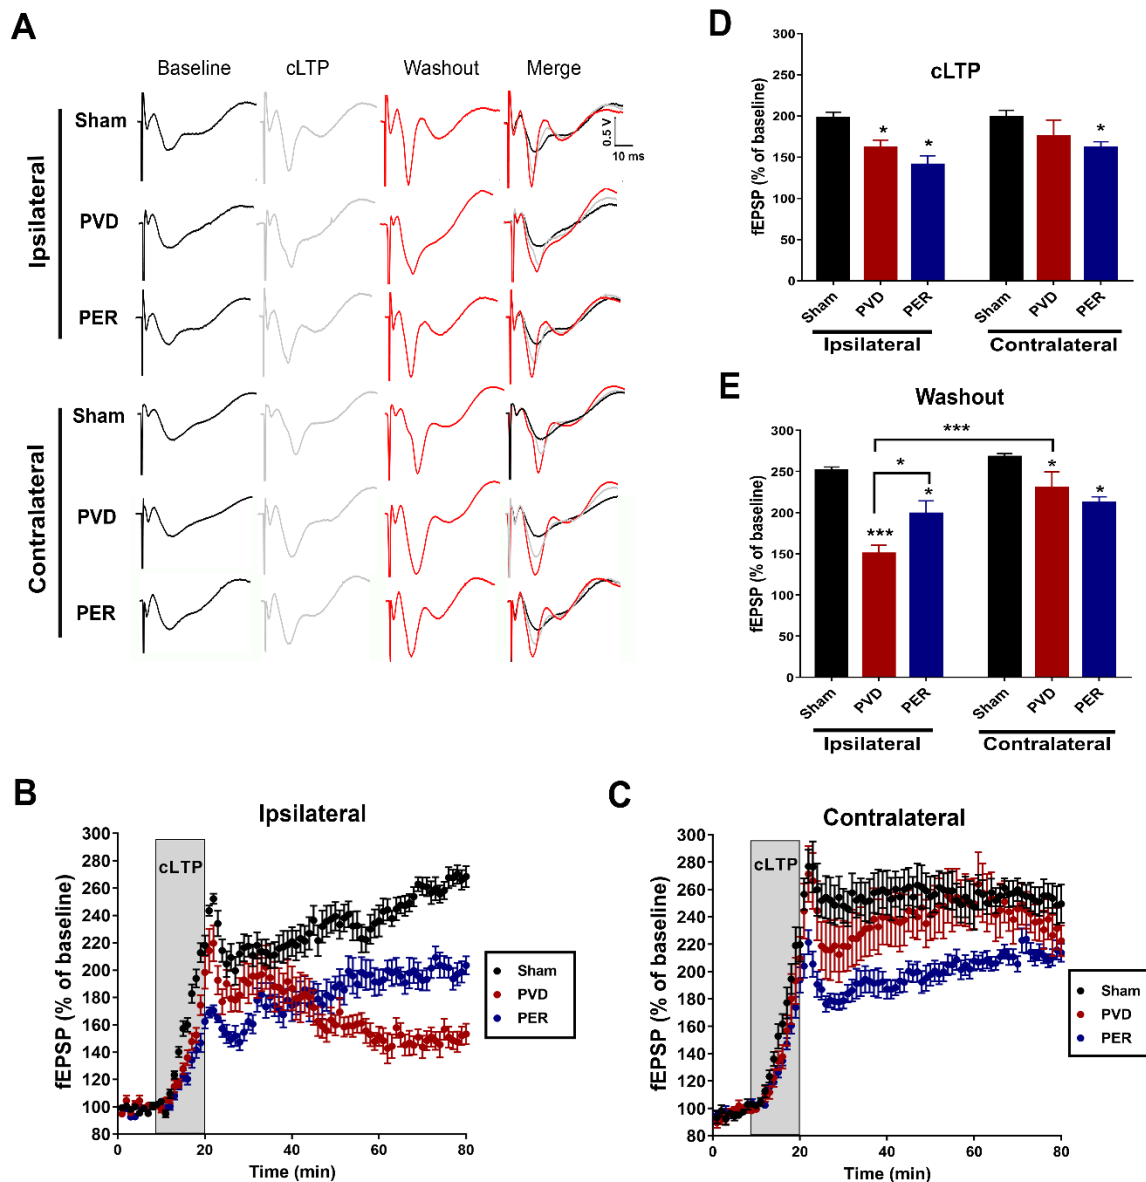 A
Baseline
cLTP
Washout
Merge
Ipsilateral
Sham
0.5 V
10 ms
PVD
PER
Contralateral
Sham
PVD
PER
D
cLTP
fEPSP (% of baseline)
300
250
200
150
100
50
0
* * *
Sham PVD PER Sham PVD PER
Ipsilateral Contralateral
E
Washout
fEPSP (% of baseline)
300
250
200
150
100
50
0
***
* * *
* ***
Sham PVD PER Sham PVD PER
Ipsilateral Contralateral
B
Ipsilateral
cLTP
fEPSP (% of baseline)
300
280
260
240
220
200
180
160
140
120
100
80
0 20 40 60 80
Time (min)
Sham
PVD
PER
C
Contralateral
cLTP
fEPSP (% of baseline)
300
280
260
240
220
200
180
160
140
120
100
80
0 20 40 60 80
Time (min)
Sham
PVD
PER